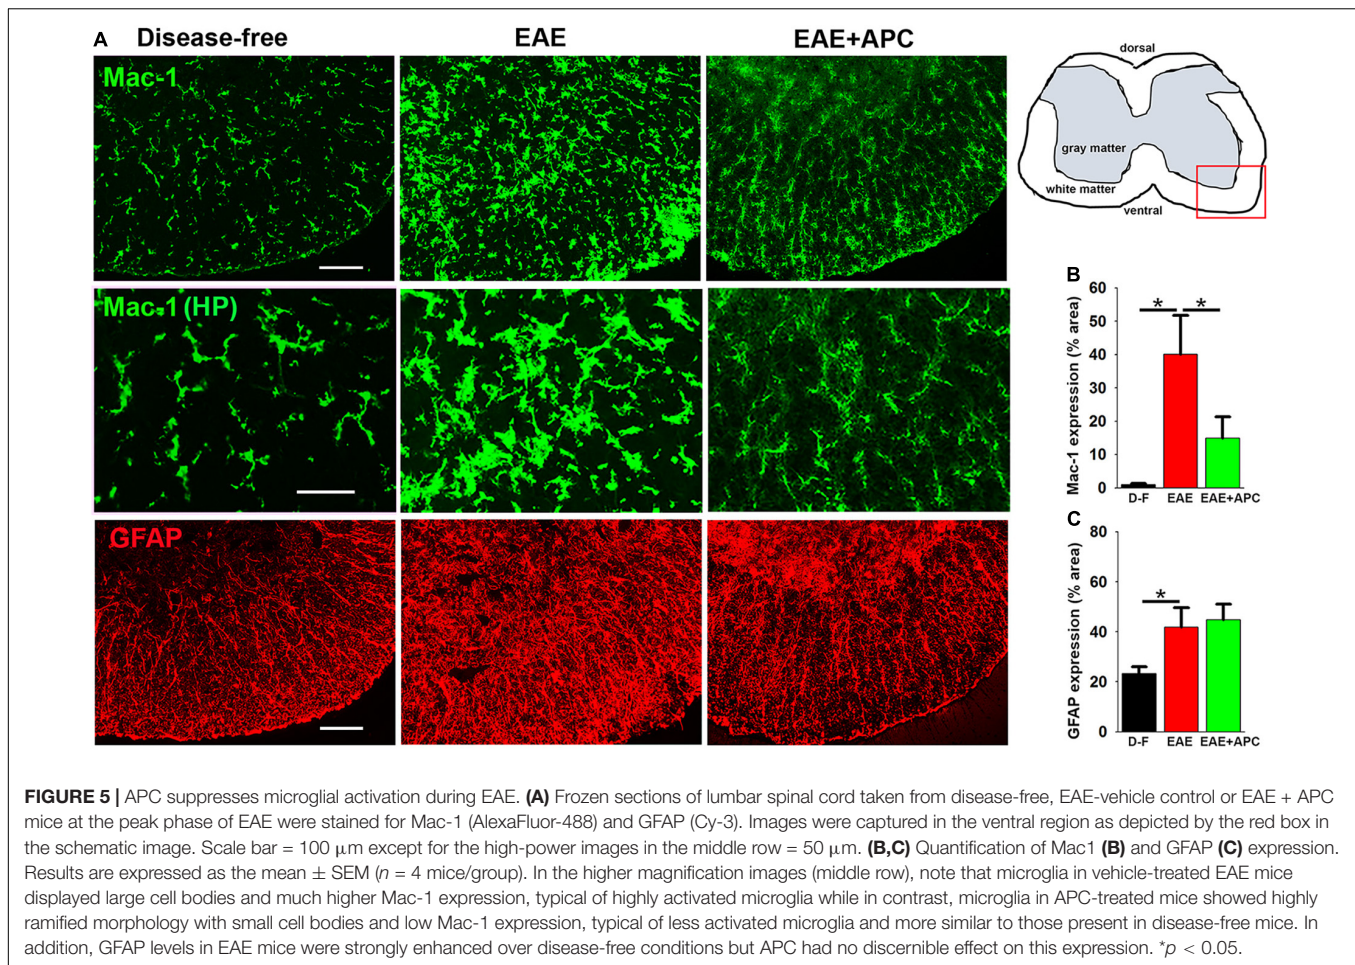 A
Disease-free
EAE
EAE+APC
Mac-1
Mac-1 (HP)
GFAP
dorsal
gray matter
white matter
ventral
B
Mac-1 expression (% area)
60
50
40
30
20
10
0
* *
D-F EAE EAE+APC
C
GFAP expression (% area)
80
60
40
20
0
*
D-F EAE EAE+APC
FIGURE 5 | APC suppresses microglial activation during EAE. (A) Frozen sections of lumbar spinal cord taken from disease-free, EAE-vehicle control or EAE + APC
mice at the peak phase of EAE were stained for Mac-1 (AlexaFluor-488) and GFAP (Cy-3). Images were captured in the ventral region as depicted by the red box in
the schematic image. Scale bar = 100 μm except for the high-power images in the middle row = 50 μm. (B,C) Quantification of Mac1 (B) and GFAP (C) expression.
Results are expressed as the mean ± SEM (n = 4 mice/group). In the higher magnification images (middle row), note that microglia in vehicle-treated EAE mice
displayed large cell bodies and much higher Mac-1 expression, typical of highly activated microglia while in contrast, microglia in APC-treated mice showed highly
ramified morphology with small cell bodies and low Mac-1 expression, typical of less activated microglia and more similar to those present in disease-free mice. In
addition, GFAP levels in EAE mice were strongly enhanced over disease-free conditions but APC had no discernible effect on this expression. *p < 0.05.